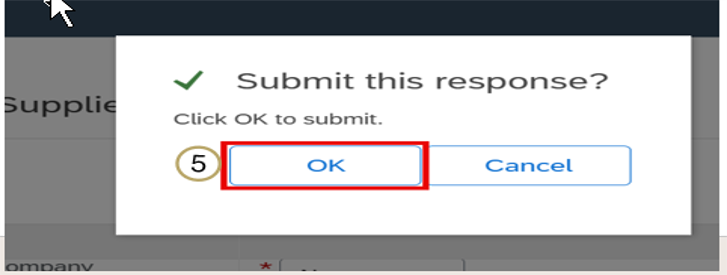 Submit this response?
Supplie
Click OK to submit.
5 OK Cancel
ompany *